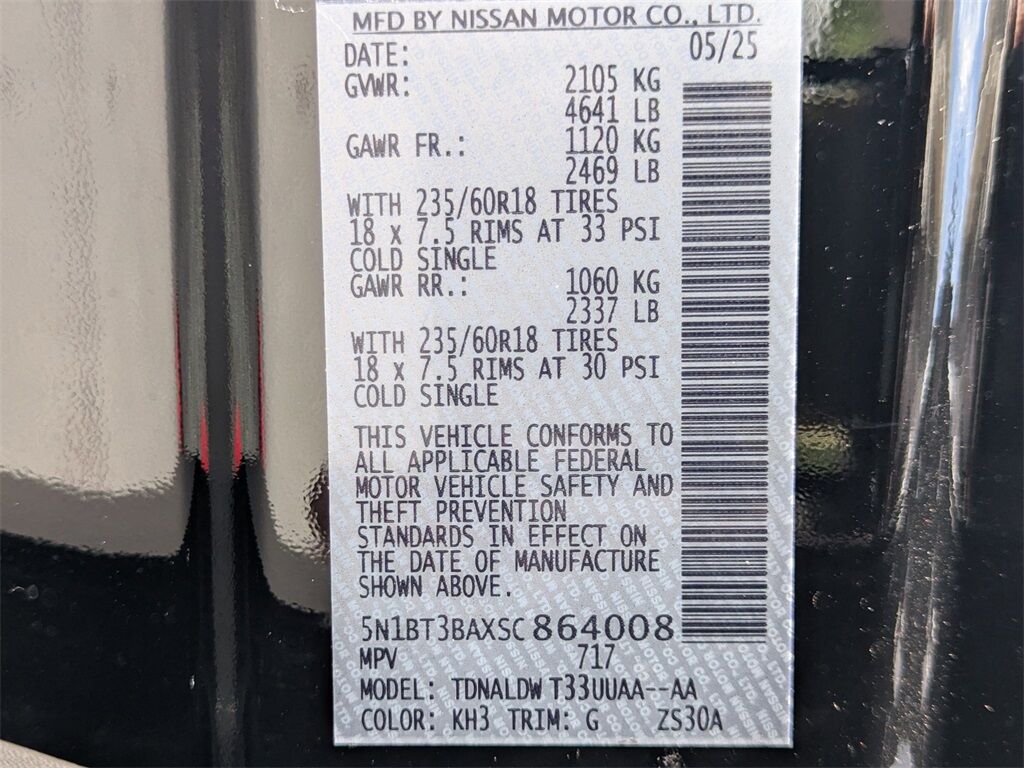 MFD BY NISSAN MOTOR CO., LTD.
DATE: 05/25
GVWR: 2105 KG
4641 LB
GAWR FR.: 1120 KG
2469 LB
WITH 235/60R18 TIRES
18 x 7.5 RIMS AT 33 PSI
COLD SINGLE
GAWR RR.: 1060 KG
2337 LB
WITH 235/60R18 TIRES
18 x 7.5 RIMS AT 30 PSI
COLD SINGLE
THIS VEHICLE CONFORMS TO
ALL APPLICABLE FEDERAL
MOTOR VEHICLE SAFETY AND
THEFT PREVENTION
STANDARDS IN EFFECT ON
THE DATE OF MANUFACTURE
SHOWN ABOVE.
5N1BT3BAXSC864008
MPV 717
MODEL: TDNALDW T33UUAA--AA
COLOR: KH3 TRIM: G ZS30A